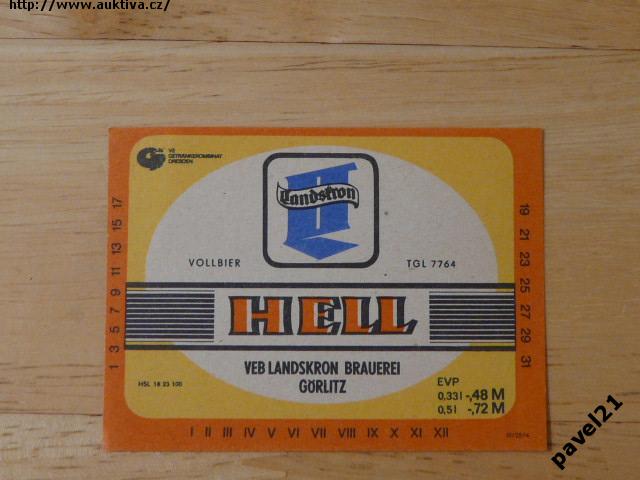 http://www.auktiva.cz/
VE
GETRÄNKEKOMBINAT
DRESDEN
Landskron
VOLLBIER
TGL 7764
HELL
VEB LANDSKRON BRAUEREI
GÖRLITZ
HSL 18 23 100
EVP
0,33 l -,48 M
0,5 l -,72 M
1 3 5 7 9 11 13 15 17
19 21 23 25 27 29 31
I II III IV V VI VII VIII IX X XI XII
pavel21